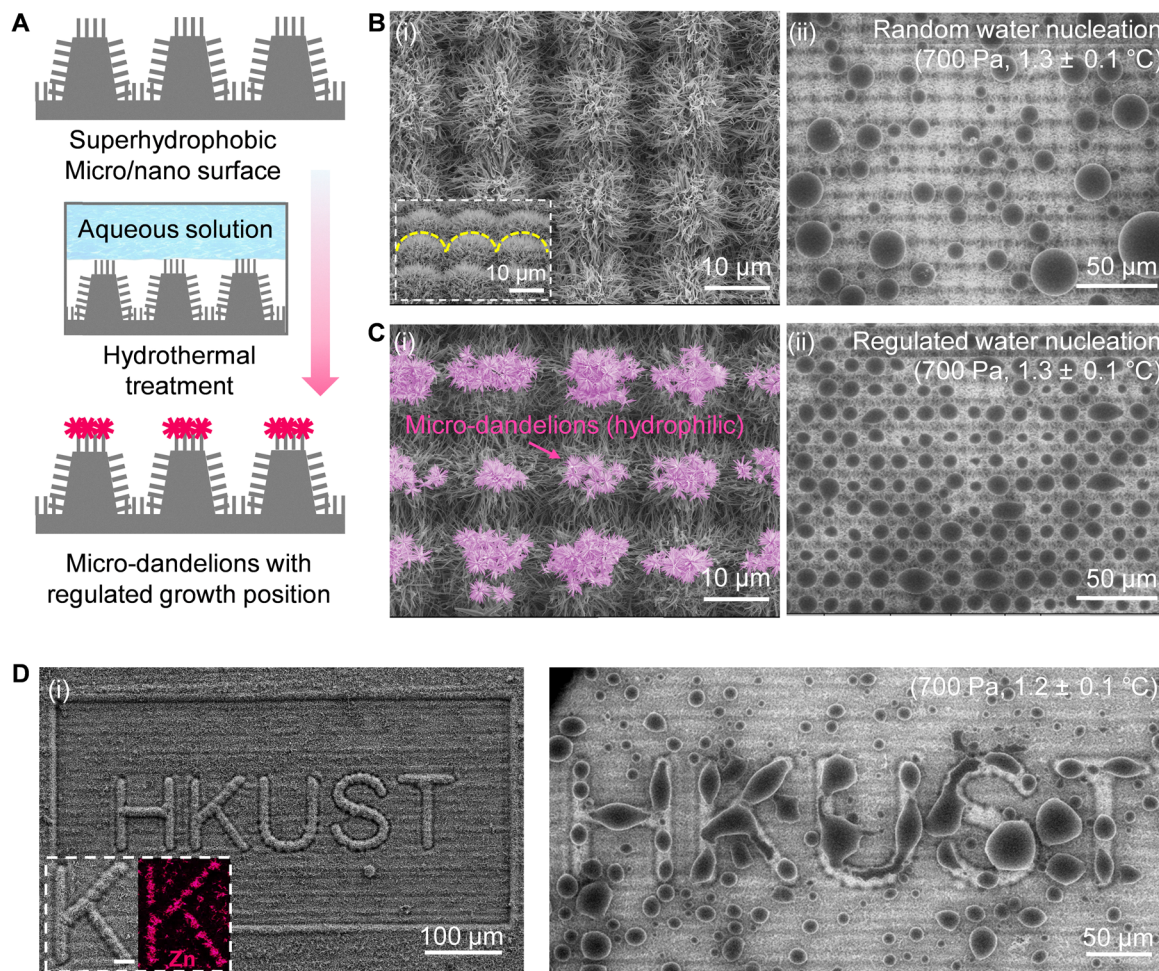 A
Superhydrophobic
Micro/nano surface
Aqueous solution
Hydrothermal
treatment
Micro-dandelions with
regulated growth position
B
(i)
10 μm
10 μm
(ii)
Random water nucleation
(700 Pa, 1.3 ± 0.1 °C)
50 μm
C
(i)
Micro-dandelions (hydrophilic)
10 μm
(ii)
Regulated water nucleation
(700 Pa, 1.3 ± 0.1 °C)
50 μm
D
(i)
HKUST
K
Zn
100 μm
(700 Pa, 1.2 ± 0.1 °C)
HKUST
50 μm